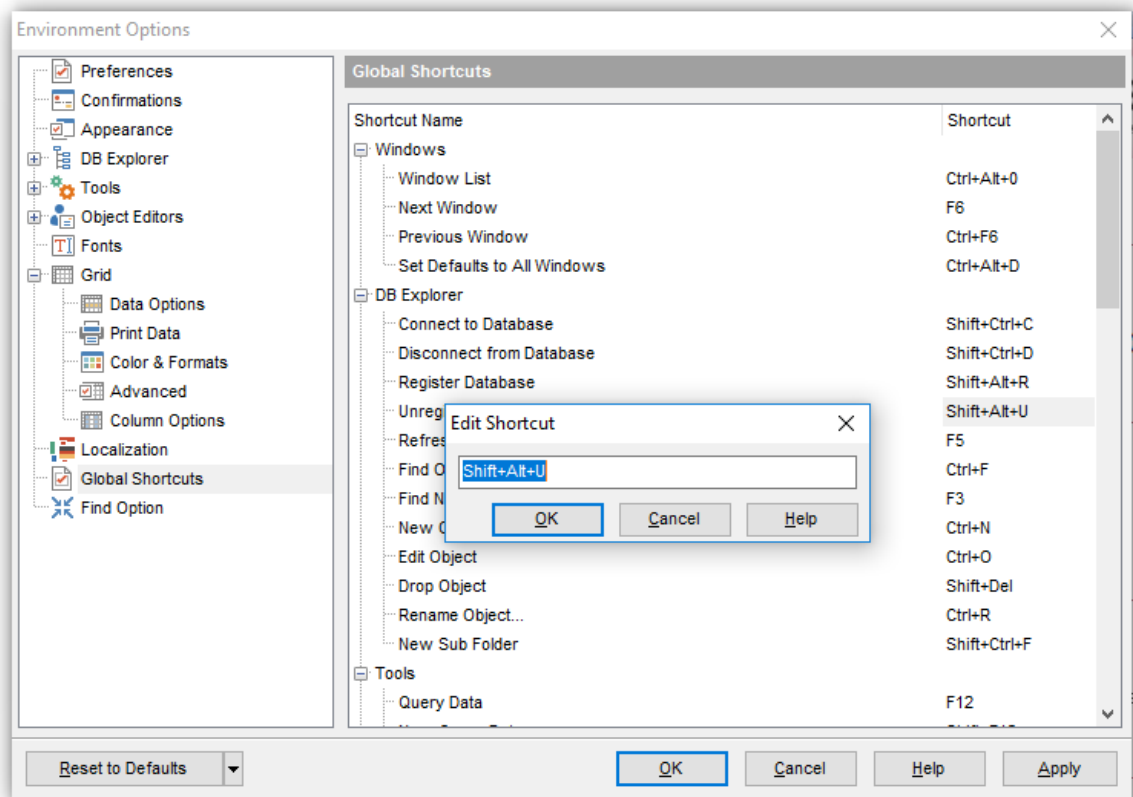 Environment Options
Preferences
Confirmations
Appearance
DB Explorer
Tools
Object Editors
Fonts
Grid
Data Options
Print Data
Color & Formats
Advanced
Column Options
Localization
Global Shortcuts
Find Option
Global Shortcuts
Shortcut Name Shortcut
Windows
Window List Ctrl+Alt+0
Next Window F6
Previous Window Ctrl+F6
Set Defaults to All Windows Ctrl+Alt+D
DB Explorer
Connect to Database Shift+Ctrl+C
Disconnect from Database Shift+Ctrl+D
Register Database Shift+Alt+R
Shift+Alt+U
F5
Find Ctrl+F
Find F3
New Ctrl+N
Edit Object Ctrl+O
Drop Object Shift+Del
Rename Object... Ctrl+R
New Sub Folder Shift+Ctrl+F
Tools
Query Data F12
Edit Shortcut
Shift+Alt+U
OK Cancel Help
Reset to Defaults OK Cancel Help Apply